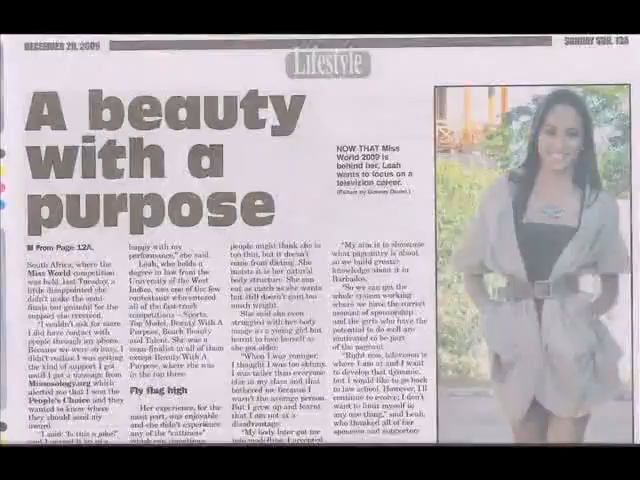 DECEMBER 20, 2009
SUNDAY SUN. 13A
Lifestyle
A beauty
with a
purpose
NOW THAT Miss
World 2009 is
behind her, Leah
wants to focus on a
television career.
■ From Page 12A.
South Africa, where the
Miss World competition
was held last Tuesday, a
little disappointed she
didn't make the semi-
finals but grateful for the
support she received.
"I couldn't ask for more
I did have contact with
people through my phone.
Because we were so busy, I
didn't realise I was getting
the kind of support I got
until I got a message from
Missosology.org which
alerted me that I won the
People's Choice and they
wanted to know where
they should send my
award.
"I said 'Is this a joke?'
happy with my
performance," she said.
Leah, who holds a
degree in law from the
University of the West
Indies, was one of the few
contestants who entered
all of the fast-track
competitions – Sports,
Top Model, Beauty With A
Purpose, Beach Beauty
and Talent. She was a
semi-finalist in all of them
except Beauty With A
Purpose, where she was
in the top three.
Fly flag high
Her experience, for the
most part, was enjoyable
and she didn't experience
any of the "cattiness"
people might think she is
too thin, but it doesn't
come from dieting. She
insists it is her natural
body structure. She can
eat as much as she wants
but still doesn't gain too
much weight.
She said she even
struggled with her body
image as a young girl but
learnt to love herself as
she got older.
"When I was younger,
I thought I was too skinny.
I was taller than everyone
else in my class and that
bothered me because I
wasn't the average person.
But I grew up and learnt
that I am not at a
disadvantage.
"My body later got me
into modelling. I accepted
"My aim is to showcase
what pageantry is about
so we build greater
knowledge about it in
Barbados.
"So we can get the
whole system working
where we have the correct
amount of sponsorship
and the girls who have the
potential to do well are
motivated to be part
of the pageant.
"Right now, television is
where I am at and I want
to develop that dynamic,
but I would like to go back
to law school. However, I'll
continue to evolve; I don't
want to limit myself in
any one thing," said Leah,
who thanked all of her
sponsors and supporters